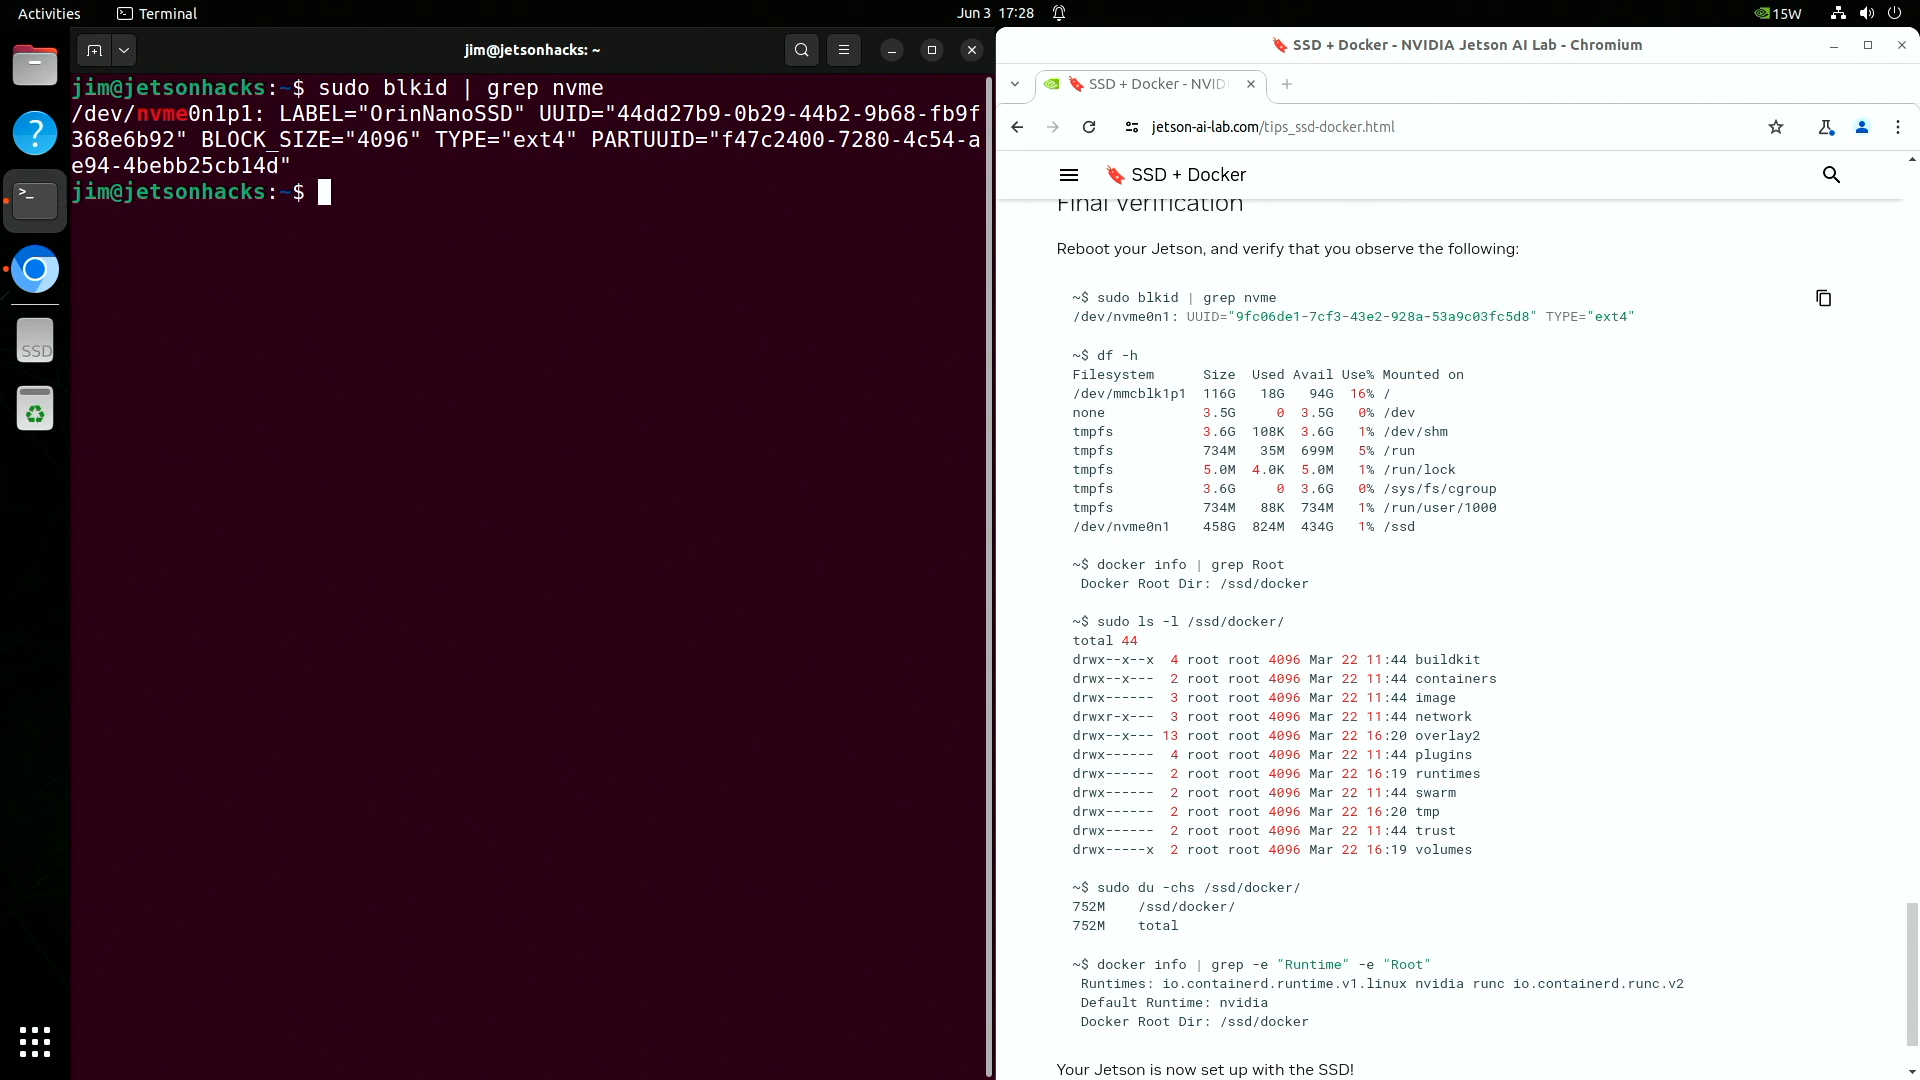 Activities
Terminal
Jun 3 17:28
15W
jim@jetsonhacks: ~
jim@jetsonhacks:~$ sudo blkid | grep nvme
/dev/nvme0n1p1: LABEL="OrinNanoSSD" UUID="44dd27b9-0b29-44b2-9b68-fb9f
368e6b92" BLOCK_SIZE="4096" TYPE="ext4" PARTUUID="f47c2400-7280-4c54-a
e94-4bebb25cb14d"
jim@jetsonhacks:~$
SSD
SSD + Docker - NVIDIA Jetson AI Lab - Chromium
SSD + Docker - NVID
jetson-ai-lab.com/tips_ssd-docker.html
SSD + Docker
Final Verification
Reboot your Jetson, and verify that you observe the following:
~$ sudo blkid | grep nvme
/dev/nvme0n1: UUID="9fc06de1-7cf3-43e2-928a-53a9c03fc5d8" TYPE="ext4"
~$ df -h
Filesystem Size Used Avail Use% Mounted on
/dev/mmcblk1p1 116G 18G 94G 16% /
none 3.5G 0 3.5G 0% /dev
tmpfs 3.6G 108K 3.6G 1% /dev/shm
tmpfs 734M 35M 699M 5% /run
tmpfs 5.0M 4.0K 5.0M 1% /run/lock
tmpfs 3.6G 0 3.6G 0% /sys/fs/cgroup
tmpfs 734M 88K 734M 1% /run/user/1000
/dev/nvme0n1 458G 824M 434G 1% /ssd
~$ docker info | grep Root
Docker Root Dir: /ssd/docker
~$ sudo ls -l /ssd/docker/
total 44
drwx--x--x 4 root root 4096 Mar 22 11:44 buildkit
drwx--x--- 2 root root 4096 Mar 22 11:44 containers
drwx------ 3 root root 4096 Mar 22 11:44 image
drwxr-x--- 3 root root 4096 Mar 22 11:44 network
drwx--x--- 13 root root 4096 Mar 22 16:20 overlay2
drwx------ 4 root root 4096 Mar 22 11:44 plugins
drwx------ 2 root root 4096 Mar 22 16:19 runtimes
drwx------ 2 root root 4096 Mar 22 11:44 swarm
drwx------ 2 root root 4096 Mar 22 16:20 tmp
drwx------ 2 root root 4096 Mar 22 11:44 trust
drwx-----x 2 root root 4096 Mar 22 16:19 volumes
~$ sudo du -chs /ssd/docker/
752M /ssd/docker/
752M total
~$ docker info | grep -e "Runtime" -e "Root"
Runtimes: io.containerd.runtime.v1.linux nvidia runc io.containerd.runc.v2
Default Runtime: nvidia
Docker Root Dir: /ssd/docker
Your Jetson is now set up with the SSD!